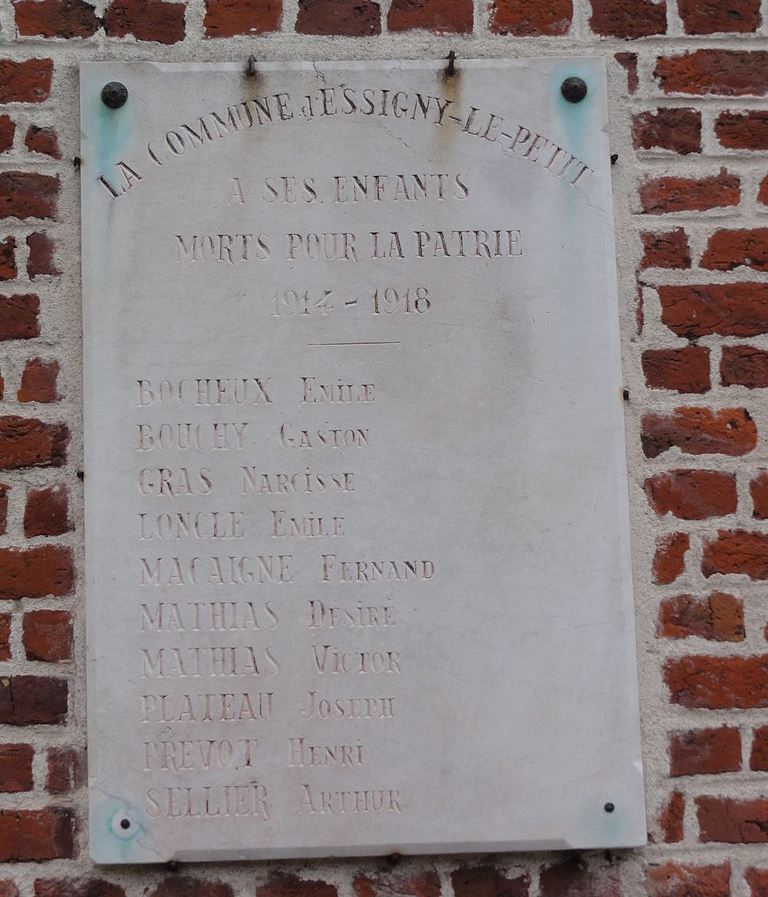 LA COMMUNE d'ESSIGNY-LE-PETIT
A SES ENFANTS
MORTS POUR LA PATRIE
1914 - 1918
BOCHEUX EMILE
BOUCHY GASTON
GRAS NARCISSE
LONCLE EMILE
MACAIGNE FERNAND
MATHIAS DESIRE
MATHIAS VICTOR
PLATEAU JOSEPH
PREVOT HENRI
SELLIER ARTHUR